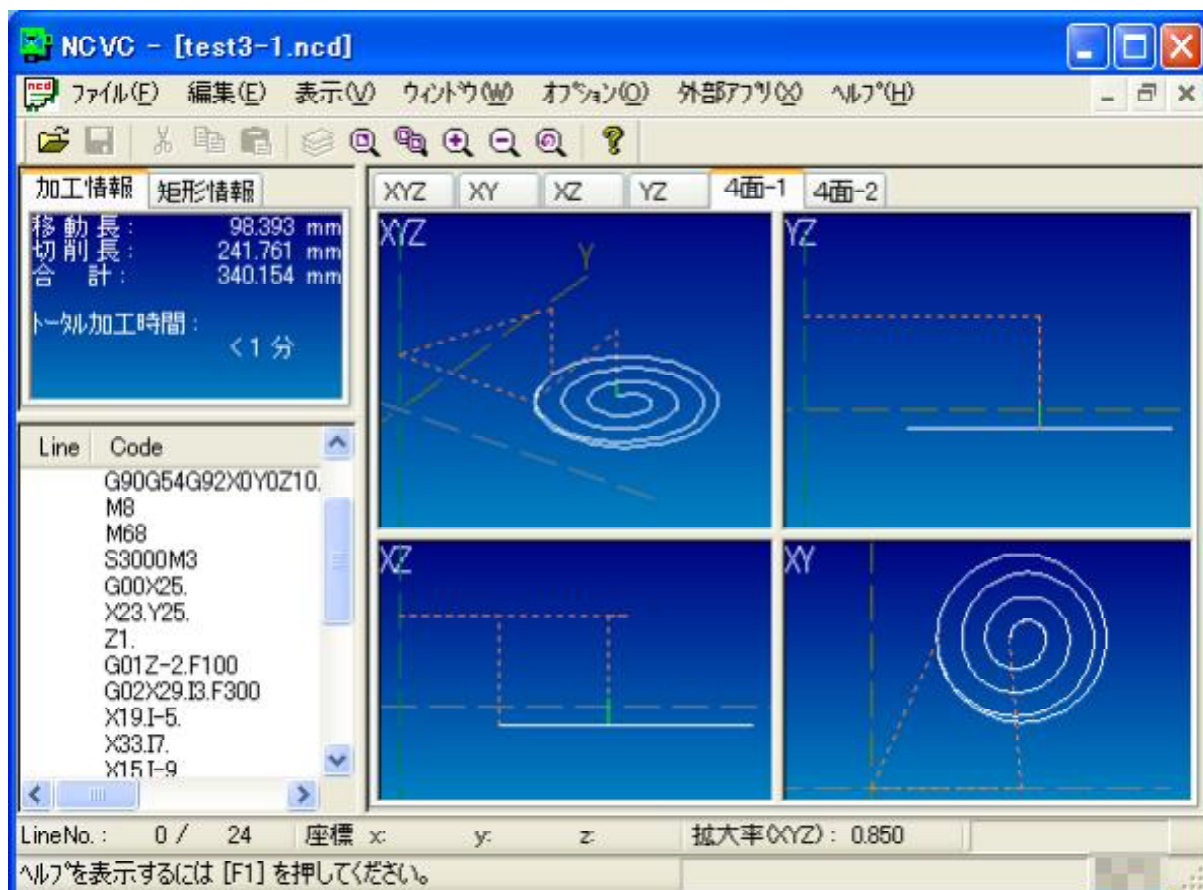 NCVC - [test3-1.ncd]
ncd ファイル(F) 編集(E) 表示(V) ウィンドウ(W) オプション(O) 外部アプリ(X) ヘルプ(H)
加工情報 矩形情報
移動長: 98.393 mm
切削長: 241.761 mm
合計: 340.154 mm
トータル加工時間:
<1分
Line Code
G90G54G92X0Y0Z10.
M8
M68
S3000M3
G00X25.
X23.Y25.
Z1.
G01Z-2.F100
G02X29.I3.F300
X19.I-5.
X33.I7.
X15.I-9.
XYZ XY XZ YZ 4面-1 4面-2
XYZ
Y
YZ
XZ
XY
LineNo.: 0 / 24 座標 x: y: z: 拡大率(XYZ): 0.850
ヘルプを表示するには [F1] を押してください。